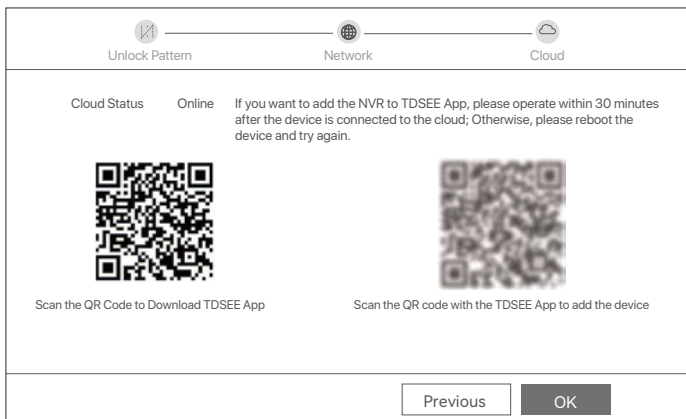 Unlock Pattern
Network
Cloud
Cloud Status
Online
If you want to add the NVR to TDSEE App, please operate within 30 minutes
after the device is connected to the cloud; Otherwise, please reboot the
device and try again.
Scan the QR Code to Download TDSEE App
Scan the QR code with the TDSEE App to add the device
Previous
OK